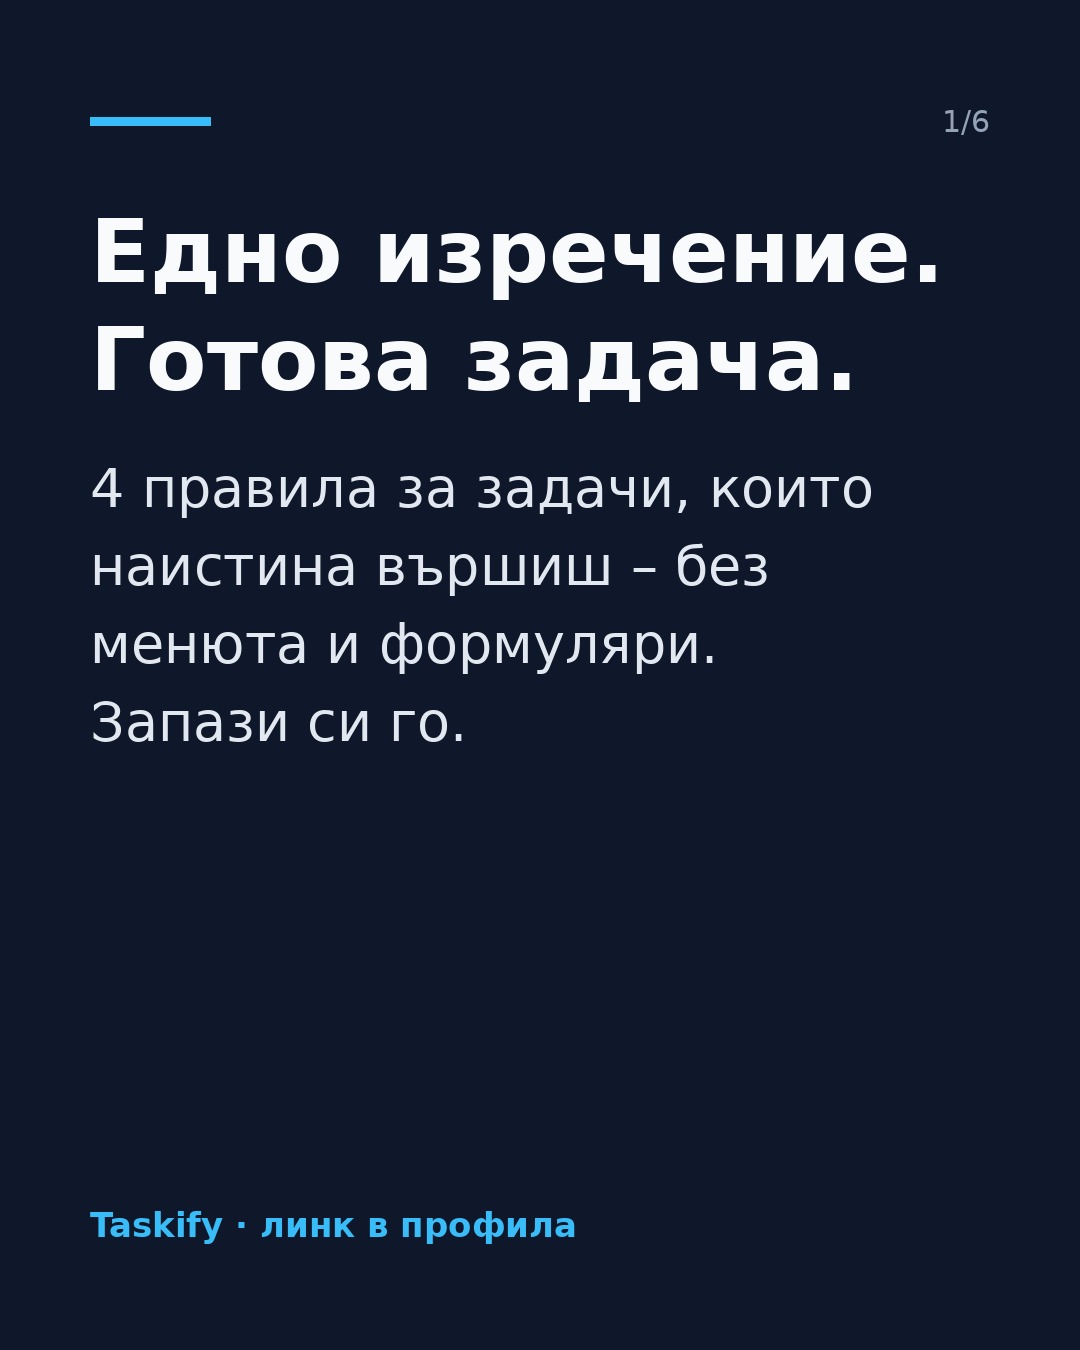 1/6
Едно изречение.
Готова задача.
4 правила за задачи, които
наистина вършиш – без
менюта и формуляри.
Запази си го.
Taskify · линк в профила